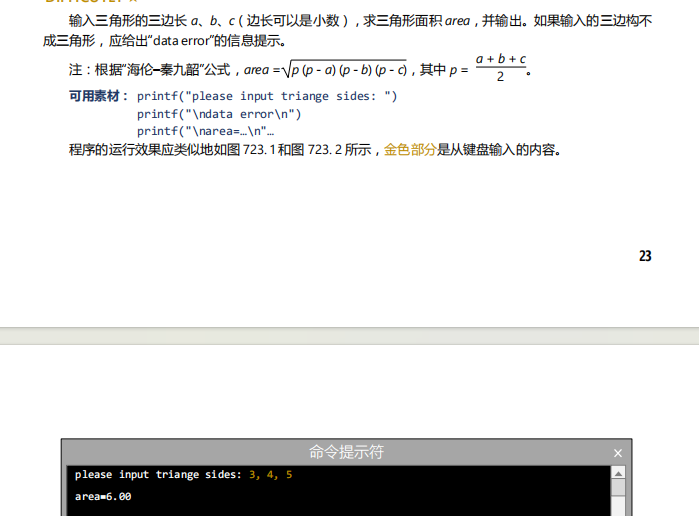 输入三角形的三边长 a、b、c(边长可以是小数),求三角形面积 area,并输出。如果输入的三边构不
成三角形,应给出“data error”的信息提示。
注:根据“海伦—秦九韶”公式,area =√p (p - a) (p - b) (p - c),其中 p = a + b + c / 2 。
可用素材: printf("please input triange sides: ")
printf("\ndata error\n")
printf("\narea=…\n"…
程序的运行效果应类似地如图 723. 1 和图 723. 2 所示,金色部分是从键盘输入的内容。
23
命令提示符 ×
please input triange sides: 3, 4, 5
area=6.00